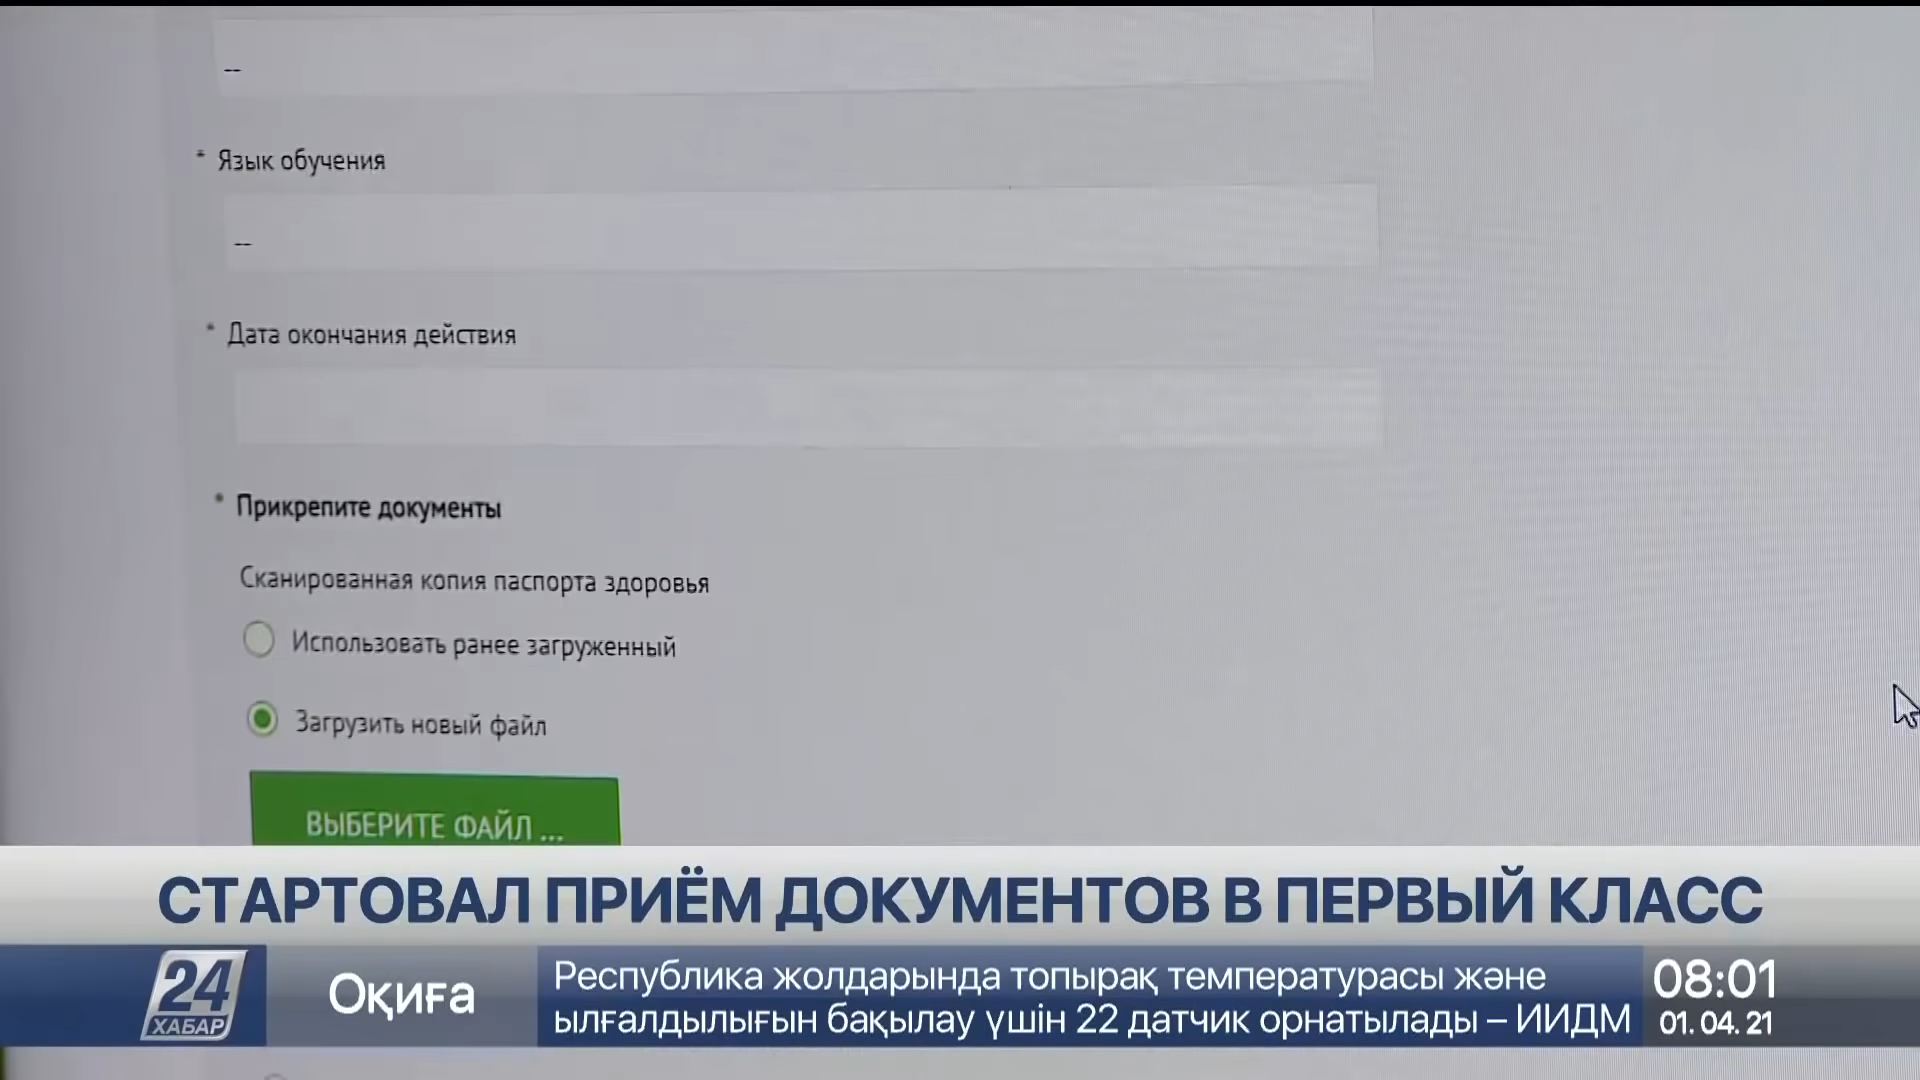 --
* Язык обучения
--
* Дата окончания действия
* Прикрепите документы
Сканированная копия паспорта здоровья
Использовать ранее загруженный
Загрузить новый файл
ВЫБЕРИТЕ ФАЙЛ ...
СТАРТОВАЛ ПРИЁМ ДОКУМЕНТОВ В ПЕРВЫЙ КЛАСС
24
ХАБАР
Оқиға
Республика жолдарында топырақ температурасы және
ылғалдылығын бақылау үшін 22 датчик орнатылады – ИИДМ
08:01
01. 04. 21